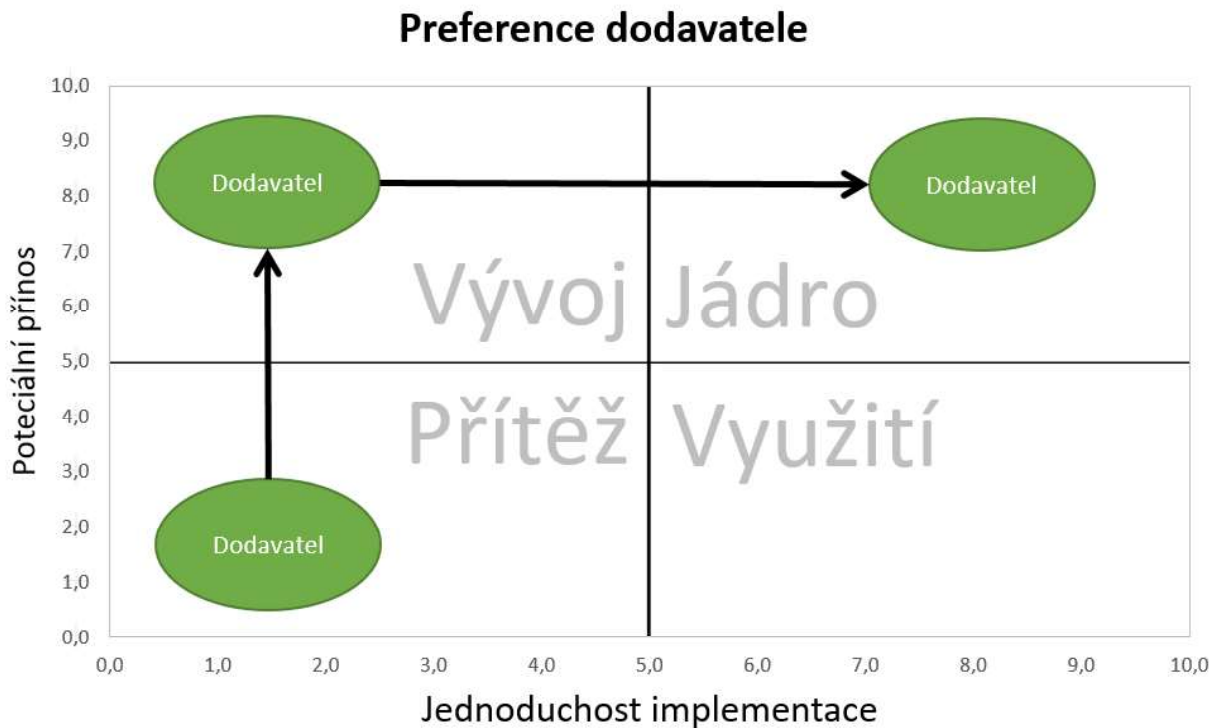 Preference dodavatele
10,0
9,0
8,0
7,0
6,0
5,0
4,0
3,0
2,0
1,0
0,0
Poteciální přínos
Dodavatel
Dodavatel
Vývoj Jádro
Přítěž Využití
Dodavatel
0,0 1,0 2,0 3,0 4,0 5,0 6,0 7,0 8,0 9,0 10,0
Jednoduchost implementace